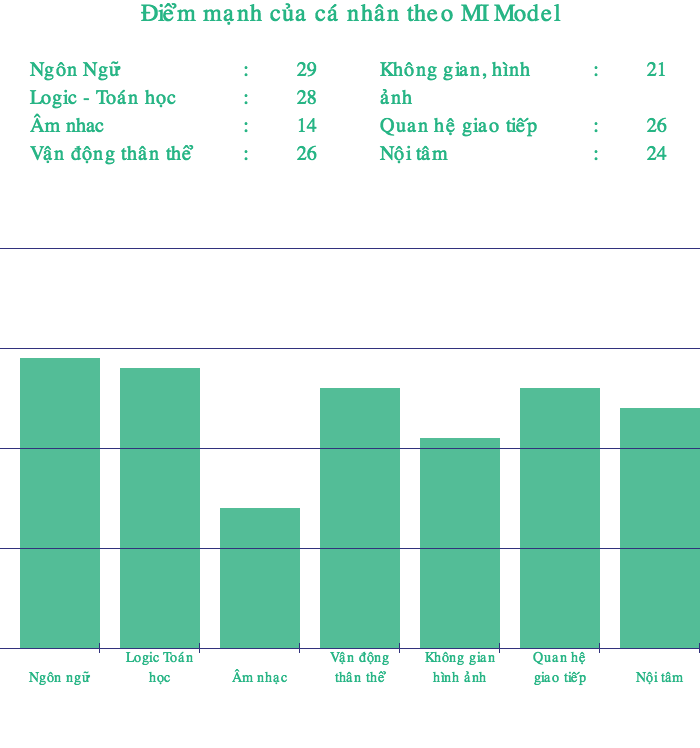 Điểm mạnh của cá nhân theo MI Model
Ngôn Ngữ : 29
Logic - Toán học : 28
Âm nhac : 14
Vận động thân thể : 26
Không gian, hình : 21
ảnh
Quan hệ giao tiếp : 26
Nội tâm : 24
Ngôn ngữ
Logic Toán
học
Âm nhạc
Vận động
thân thể
Không gian
hình ảnh
Quan hệ
giao tiếp
Nội tâm